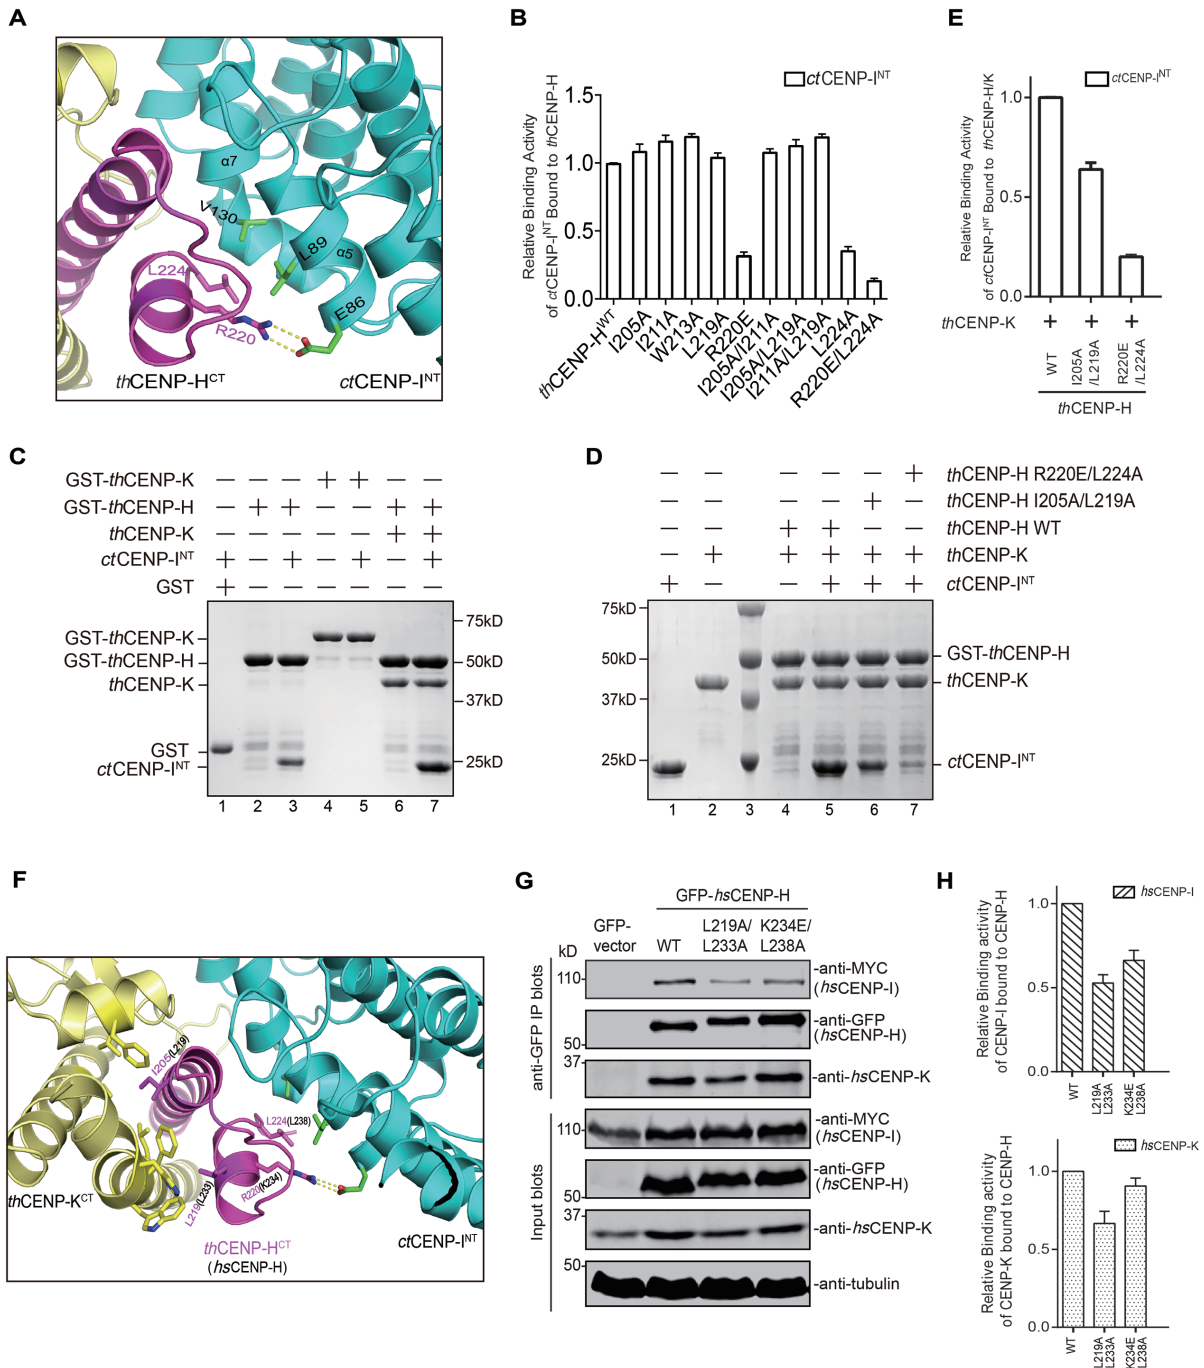 A
α7
V130
L89
α5
L224
E86
R220
thCENP-H^CT
ctCENP-I^NT
B
ctCENP-I^NT
Relative Binding Activity
of ctCENP-I^NT Bound to thCENP-H
1.5
1.0
0.5
0.0
thCENP-H^WT
I205A
I211A
W213A
L219A
R220E
I205A/I211A
I205A/L219A
I211A/L219A
L224A
R220E/L224A
E
ctCENP-I^NT
Relative Binding Activity
of ctCENP-I^NT Bound to thCENP-H/K
1.0
0.5
0.0
thCENP-K + + +
WT
I205A
/L219A
R220E
/L224A
thCENP-H
C
GST-thCENP-K — — — + + — —
GST-thCENP-H — + + — — + +
thCENP-K — — — — — + +
ctCENP-I^NT + — + — + — +
GST + — — — — — —
GST-thCENP-K
GST-thCENP-H
thCENP-K
GST
ctCENP-I^NT
75kD
50kD
37kD
25kD
1 2 3 4 5 6 7
D
— — — — — + thCENP-H R220E/L224A
— — — — + — thCENP-H I205A/L219A
— — + + — — thCENP-H WT
— + + + + + thCENP-K
+ — — + + + ctCENP-I^NT
75kD
50kD
37kD
25kD
GST-thCENP-H
thCENP-K
ctCENP-I^NT
1 2 3 4 5 6 7
F
I205(L219)
L224(L238)
R220(K234)
L219(L233)
thCENP-K^CT
thCENP-H^CT
(hsCENP-H)
ctCENP-I^NT
G
GFP-hsCENP-H
GFP-
vector
WT
L219A/
L233A
K234E/
L238A
kD
anti-GFP IP blots
110
-anti-MYC
(hsCENP-I)
50
-anti-GFP
(hsCENP-H)
37
-anti-hsCENP-K
Input blots
110
-anti-MYC
(hsCENP-I)
50
-anti-GFP
(hsCENP-H)
37
-anti-hsCENP-K
50
-anti-tubulin
H
hsCENP-I
Relative Binding activity
of CENP-I bound to CENP-H
1.0
0.5
0.0
WT
L219A
L233A
K234E
L238A
hsCENP-K
Relative Binding activity
of CENP-K bound to CENP-H
1.0
0.5
0.0
WT
L219A
L233A
K234E
L238A